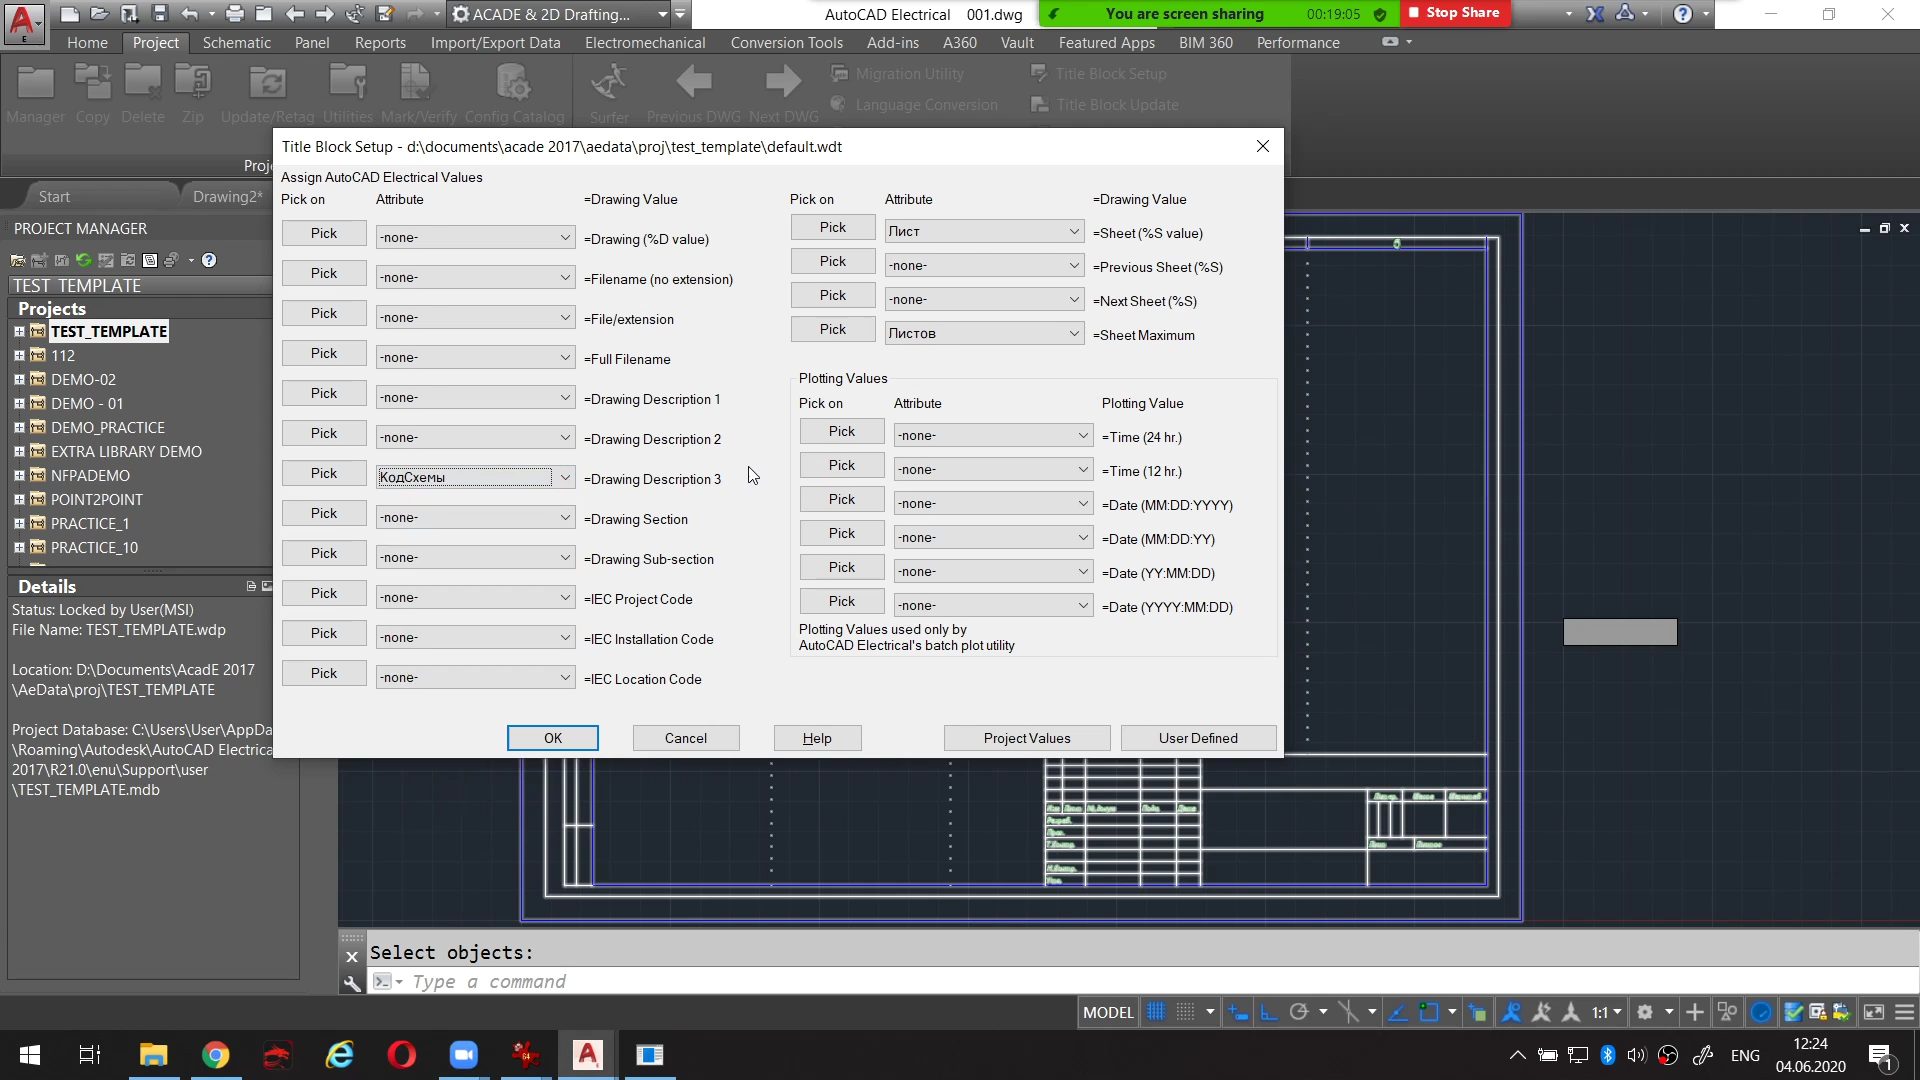 ACADE & 2D Drafting...
AutoCAD Electrical 001.dwg
You are screen sharing 00:19:05 Stop Share
Home Project Schematic Panel Reports Import/Export Data Electromechanical Conversion Tools Add-ins A360 Vault Featured Apps BIM 360 Performance
Manager Copy Delete Zip Update/Retag Utilities Mark/Verify Config Catalog Surfer Previous DWG Next DWG
Migration Utility Title Block Setup
Language Conversion Title Block Update
Title Block Setup - d:\documents\acade 2017\aedata\proj\test_template\default.wdt
Start Drawing2*
PROJECT MANAGER
TEST_TEMPLATE
Projects
TEST_TEMPLATE
112
DEMO-02
DEMO - 01
DEMO_PRACTICE
EXTRA LIBRARY DEMO
NFPADEMO
POINT2POINT
PRACTICE_1
PRACTICE_10
Details
Status: Locked by User(MSI)
File Name: TEST_TEMPLATE.wdp
Location: D:\Documents\AcadE 2017
\AeData\proj\TEST_TEMPLATE
Project Database: C:\Users\User\AppDa
\Roaming\Autodesk\AutoCAD Electrica
2017\R21.0\enu\Support\user
\TEST_TEMPLATE.mdb
Assign AutoCAD Electrical Values
Pick on Attribute =Drawing Value
Pick -none- =Drawing (%D value)
Pick -none- =Filename (no extension)
Pick -none- =File/extension
Pick -none- =Full Filename
Pick -none- =Drawing Description 1
Pick -none- =Drawing Description 2
Pick КодСхемы =Drawing Description 3
Pick -none- =Drawing Section
Pick -none- =Drawing Sub-section
Pick -none- =IEC Project Code
Pick -none- =IEC Installation Code
Pick -none- =IEC Location Code
Pick on Attribute =Drawing Value
Pick Лист =Sheet (%S value)
Pick -none- =Previous Sheet (%S)
Pick -none- =Next Sheet (%S)
Pick Листов =Sheet Maximum
Plotting Values
Pick on Attribute Plotting Value
Pick -none- =Time (24 hr.)
Pick -none- =Time (12 hr.)
Pick -none- =Date (MM:DD:YYYY)
Pick -none- =Date (MM:DD:YY)
Pick -none- =Date (YY:MM:DD)
Pick -none- =Date (YYYY:MM:DD)
Plotting Values used only by
AutoCAD Electrical's batch plot utility
OK Cancel Help Project Values User Defined
Select objects:
Type a command
MODEL 1:1
ENG 12:24
04.06.2020
1